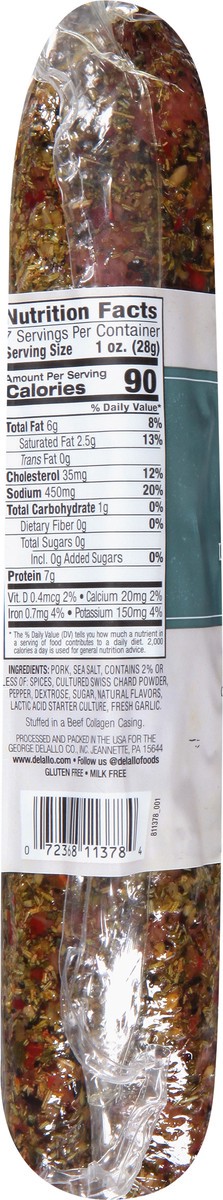 Nutrition Facts
7 Servings Per Container
Serving Size 1 oz. (28g)
Amount Per Serving
Calories 90
% Daily Value*
Total Fat 6g 8%
Saturated Fat 2.5g 13%
Trans Fat 0g
Cholesterol 35mg 12%
Sodium 450mg 20%
Total Carbohydrate 1g 0%
Dietary Fiber 0g 0%
Total Sugars 0g
Incl. 0g Added Sugars 0%
Protein 7g
Vit. D 0.4mcg 2% • Calcium 20mg 2%
Iron 0.7mg 4% • Potassium 150mg 4%
* The % Daily Value (DV) tells you how much a nutrient in
a serving of food contributes to a daily diet. 2,000
calories a day is used for general nutrition advice.
INGREDIENTS: PORK, SEA SALT, CONTAINS 2% OR
LESS OF: SPICES, CULTURED SWISS CHARD POWDER,
PEPPER, DEXTROSE, SUGAR, NATURAL FLAVORS,
LACTIC ACID STARTER CULTURE, FRESH GARLIC.
Stuffed in a Beef Collagen Casing.
PROCESSED AND PACKED IN THE USA FOR THE
GEORGE DELALLO CO., INC. JEANNETTE, PA 15644
www.delallo.com • Follow us @delallofoods
GLUTEN FREE • MILK FREE
811378_001
0 72368 11378 4